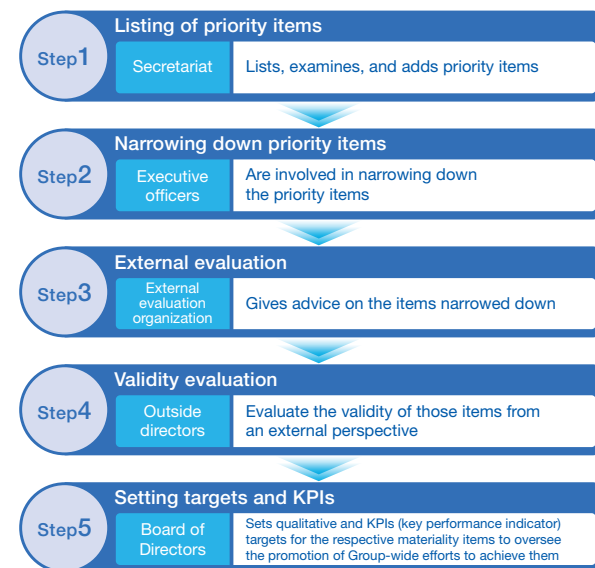 Listing of priority items
Step1
Secretariat
Lists, examines, and adds priority items
Narrowing down priority items
Step2
Executive
officers
Are involved in narrowing down
the priority items
External evaluation
Step3
External
evaluation
organization
Gives advice on the items narrowed down
Validity evaluation
Step4
Outside
directors
Evaluate the validity of those items from
an external perspective
Setting targets and KPIs
Step5
Board of
Directors
Sets qualitative and KPIs (key performance indicator)
targets for the respective materiality items to oversee
the promotion of Group-wide efforts to achieve them